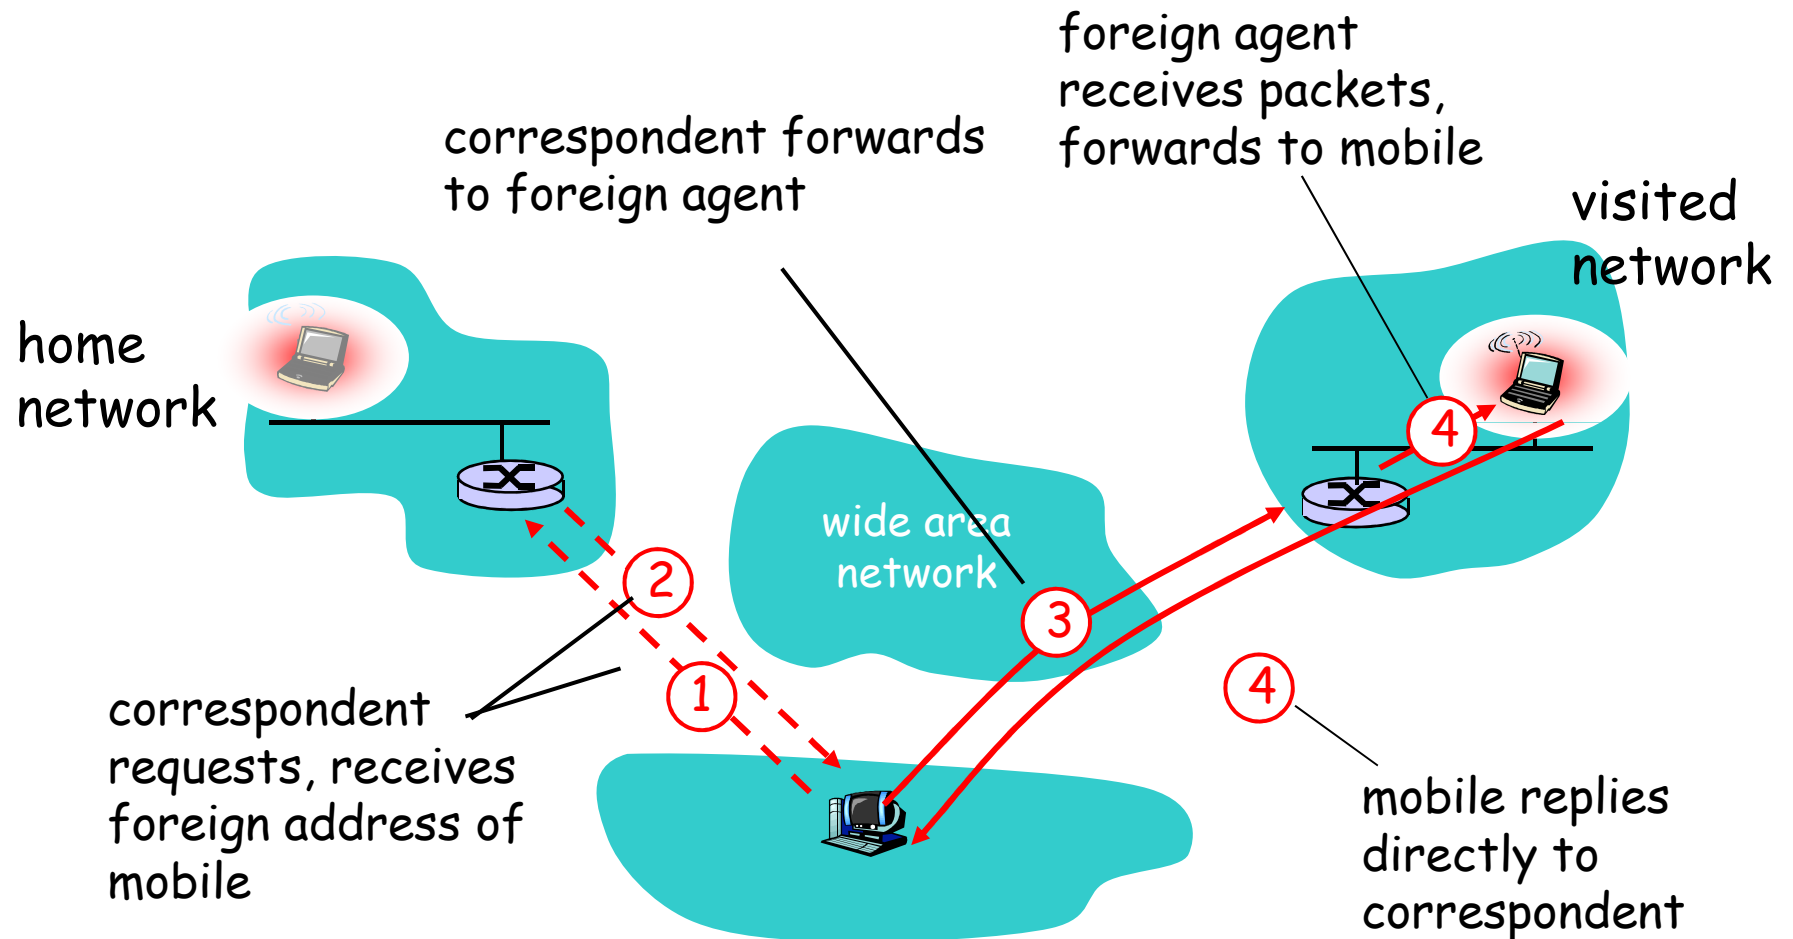 foreign agent
receives packets,
forwards to mobile
correspondent forwards
to foreign agent
visited
network
home
network
wide area
network
2
1
3
4
4
correspondent
requests, receives
foreign address of
mobile
mobile replies
directly to
correspondent